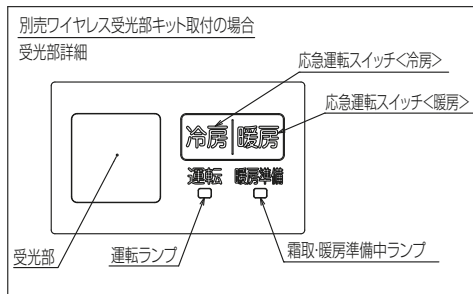 別売ワイヤレス受光部キット取付の場合
受光部詳細
応急運転スイッチ<冷房>
応急運転スイッチ<暖房>
冷房 暖房
運転 暖房準備
受光部
運転ランプ
霜取・暖房準備中ランプ